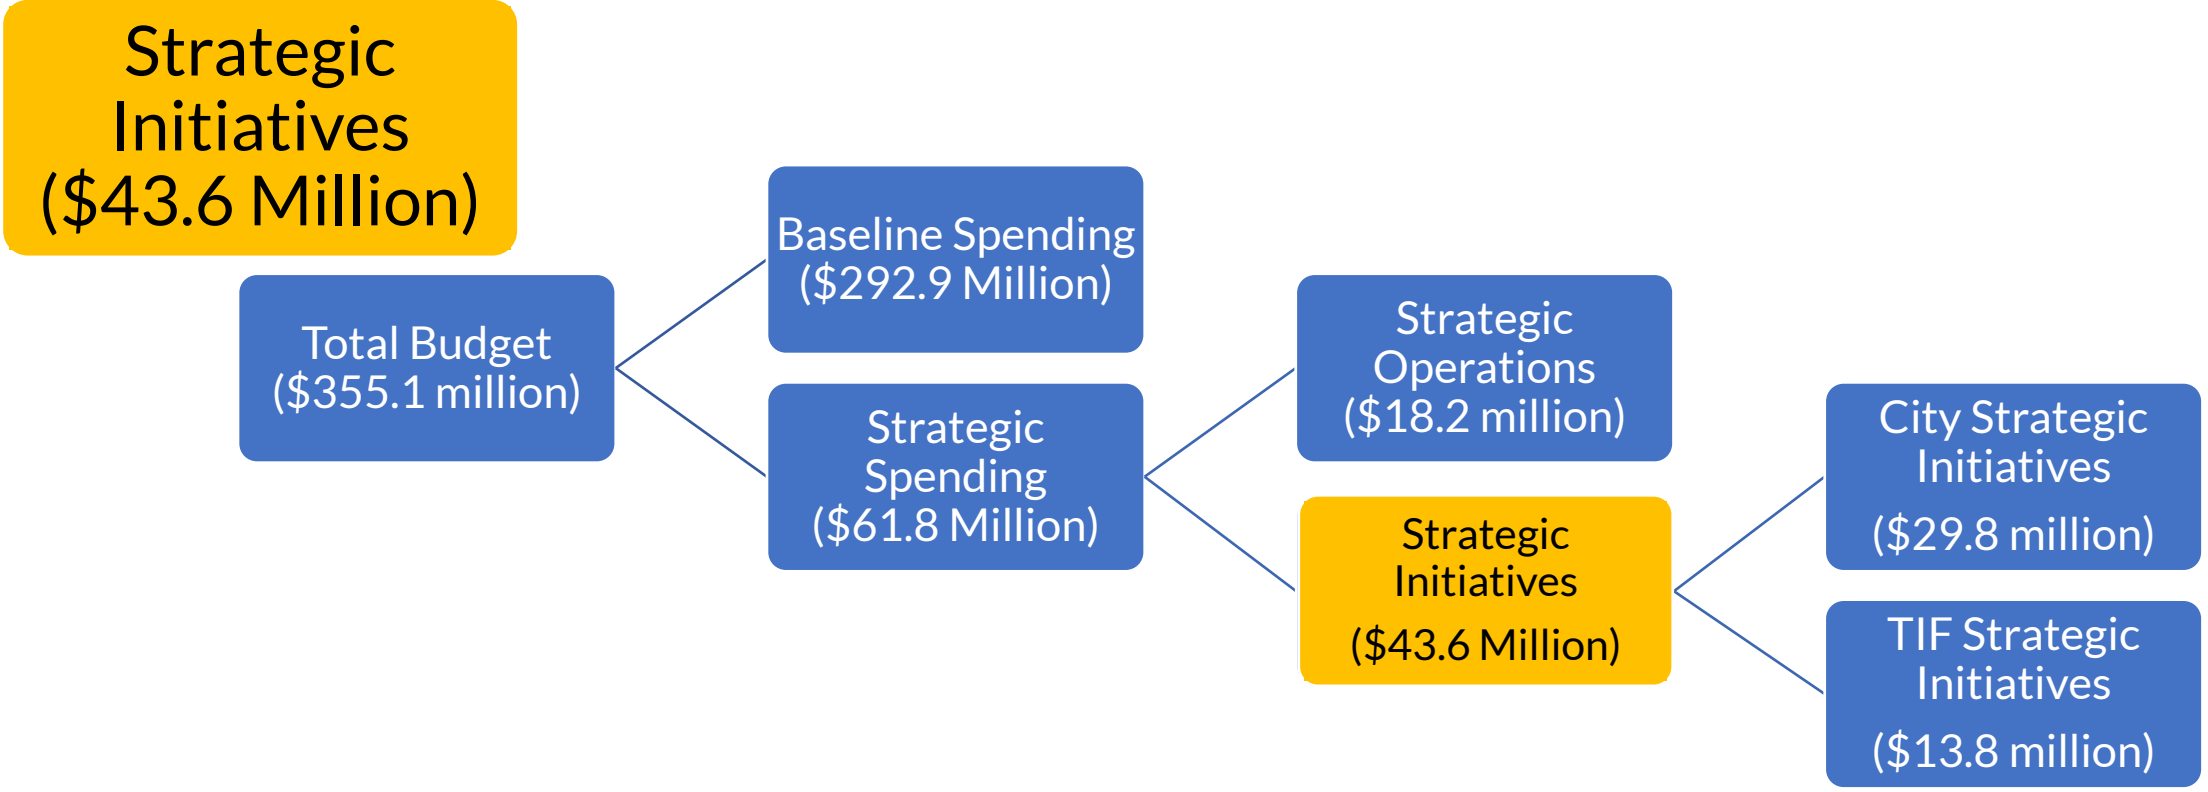 Strategic
Initiatives
($43.6 Million)
Total Budget
($355.1 million)
Baseline Spending
($292.9 Million)
Strategic
Spending
($61.8 Million)
Strategic
Operations
($18.2 million)
Strategic
Initiatives
($43.6 Million)
City Strategic
Initiatives
($29.8 million)
TIF Strategic
Initiatives
($13.8 million)